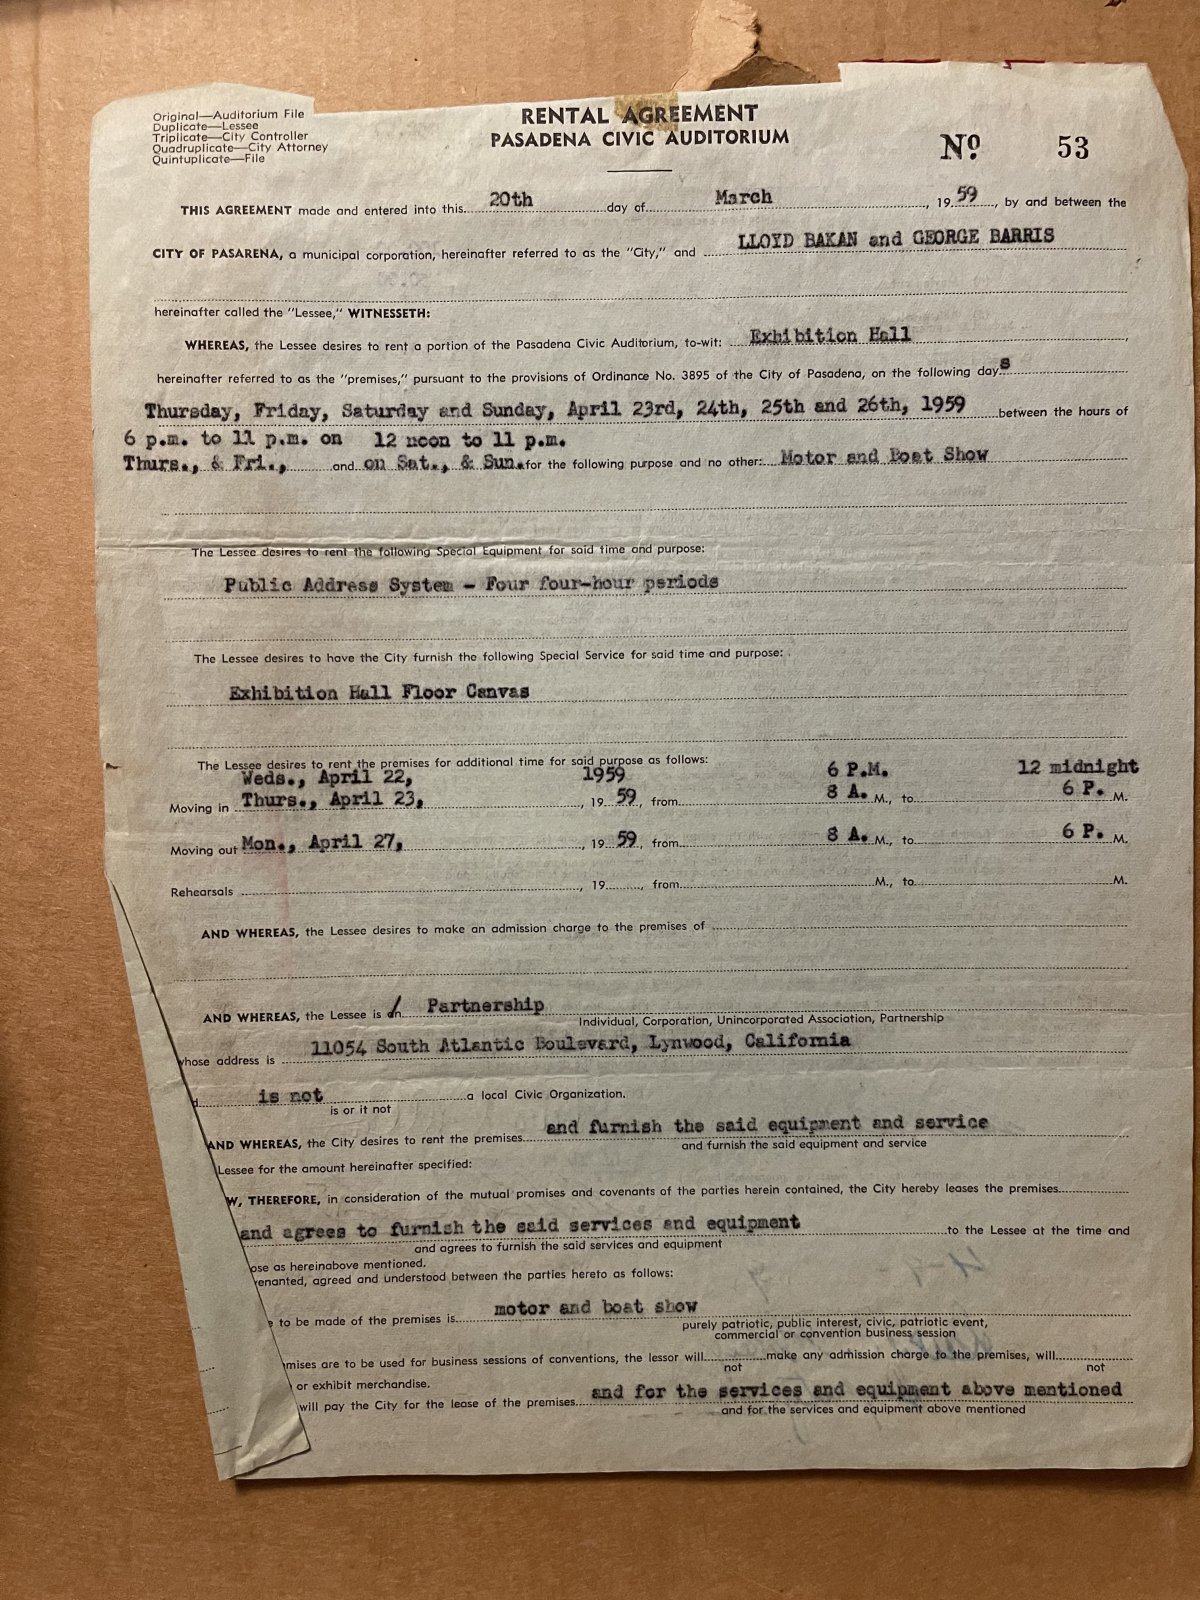 Original—Auditorium File
Duplicate—Lessee
Triplicate—City Controller
Quadruplicate—City Attorney
Quintuplicate—File
RENTAL AGREEMENT
PASADENA CIVIC AUDITORIUM
Nº 53
THIS AGREEMENT made and entered into this 20th day of March, 19 59, by and between the
CITY OF PASARENA, a municipal corporation, hereinafter referred to as the "City," and LLOYD BAKAN and GEORGE BARRIS
hereinafter called the "Lessee," WITNESSETH:
WHEREAS, the Lessee desires to rent a portion of the Pasadena Civic Auditorium, to-wit: Exhibition Hall,
hereinafter referred to as the "premises," pursuant to the provisions of Ordinance No. 3895 of the City of Pasadena, on the following days
Thursday, Friday, Saturday and Sunday, April 23rd, 24th, 25th and 26th, 1959 between the hours of
6 p.m. to 11 p.m. on 12 noon to 11 p.m.
Thurs., & Fri., and on Sat., & Sun. for the following purpose and no other: Motor and Boat Show
The Lessee desires to rent the following Special Equipment for said time and purpose:
Public Address System - Four four-hour periods
The Lessee desires to have the City furnish the following Special Service for said time and purpose:
Exhibition Hall Floor Canvas
The Lessee desires to rent the premises for additional time for said purpose as follows:
Weds., April 22, 1959 6 P.M. 12 midnight
Moving in Thurs., April 23, , 19 59, from 8 A. M., to 6 P. M.
Moving out Mon., April 27, , 19 59, from 8 A. M., to 6 P. M.
Rehearsals , 19 , from M., to M.
AND WHEREAS, the Lessee desires to make an admission charge to the premises of
AND WHEREAS, the Lessee is an Partnership
Individual, Corporation, Unincorporated Association, Partnership
whose address is 11054 South Atlantic Boulevard, Lynwood, California
d is not a local Civic Organization.
is or it not
AND WHEREAS, the City desires to rent the premises and furnish the said equipment and service
and furnish the said equipment and service
Lessee for the amount hereinafter specified:
W, THEREFORE, in consideration of the mutual promises and covenants of the parties herein contained, the City hereby leases the premises
and agrees to furnish the said services and equipment to the Lessee at the time and
and agrees to furnish the said services and equipment
ose as hereinabove mentioned.
venanted, agreed and understood between the parties hereto as follows:
e to be made of the premises is motor and boat show
purely patriotic, public interest, civic, patriotic event,
commercial or convention business session
mises are to be used for business sessions of conventions, the lessor will make any admission charge to the premises, will
not not
or exhibit merchandise.
will pay the City for the lease of the premises and for the services and equipment above mentioned
and for the services and equipment above mentioned